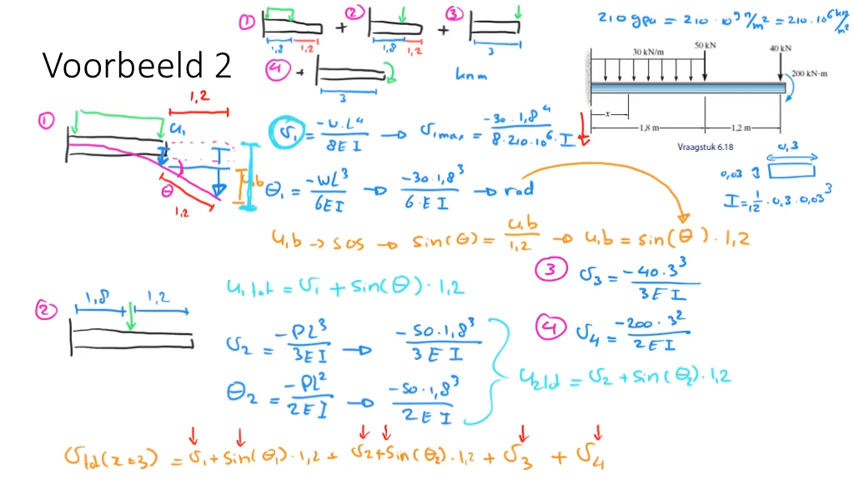 Voorbeeld 2
① 1,8 1,2 + ② 1,8 1,2 + ③ 3
④ + 3 knm
210 gpa = 210 · 10⁹ n/m² = 210 · 10⁶ kn/m²
30 kN/m 50 kN 40 kN
200 kN·m
x
1,8 m 1,2 m
Vraagstuk 6.18
0,3
0,03
I = 1/12 · 0,3 · 0,03³
① 1,2
u₁
θ
1,2
u₁b
υ₁ = -w.L⁴/8EI → υ₁max = -30 · 1,8⁴/8 · 210 · 10⁶ · I
θ₁ = -WL³/6EI → -30 · 1,8³/6 · EI → rad
u₁b → sos → sin(θ) = u₁b/1,2 → u₁b = sin(θ) · 1,2
u₁tot = υ₁ + sin(θ) · 1,2
③ υ₃ = -40 · 3³/3EI
④ υ₄ = -200 · 3²/2EI
② 1,8 1,2
υ₂ = -PL³/3EI → -50 · 1,8³/3EI
θ₂ = -PL²/2EI → -50 · 1,8³/2EI
u₂tot = υ₂ + sin(θ₂) · 1,2
υtot(x=3) = υ₁ + sin(θ₁) · 1,2 + υ₂ + sin(θ₂) · 1,2 + υ₃ + υ₄